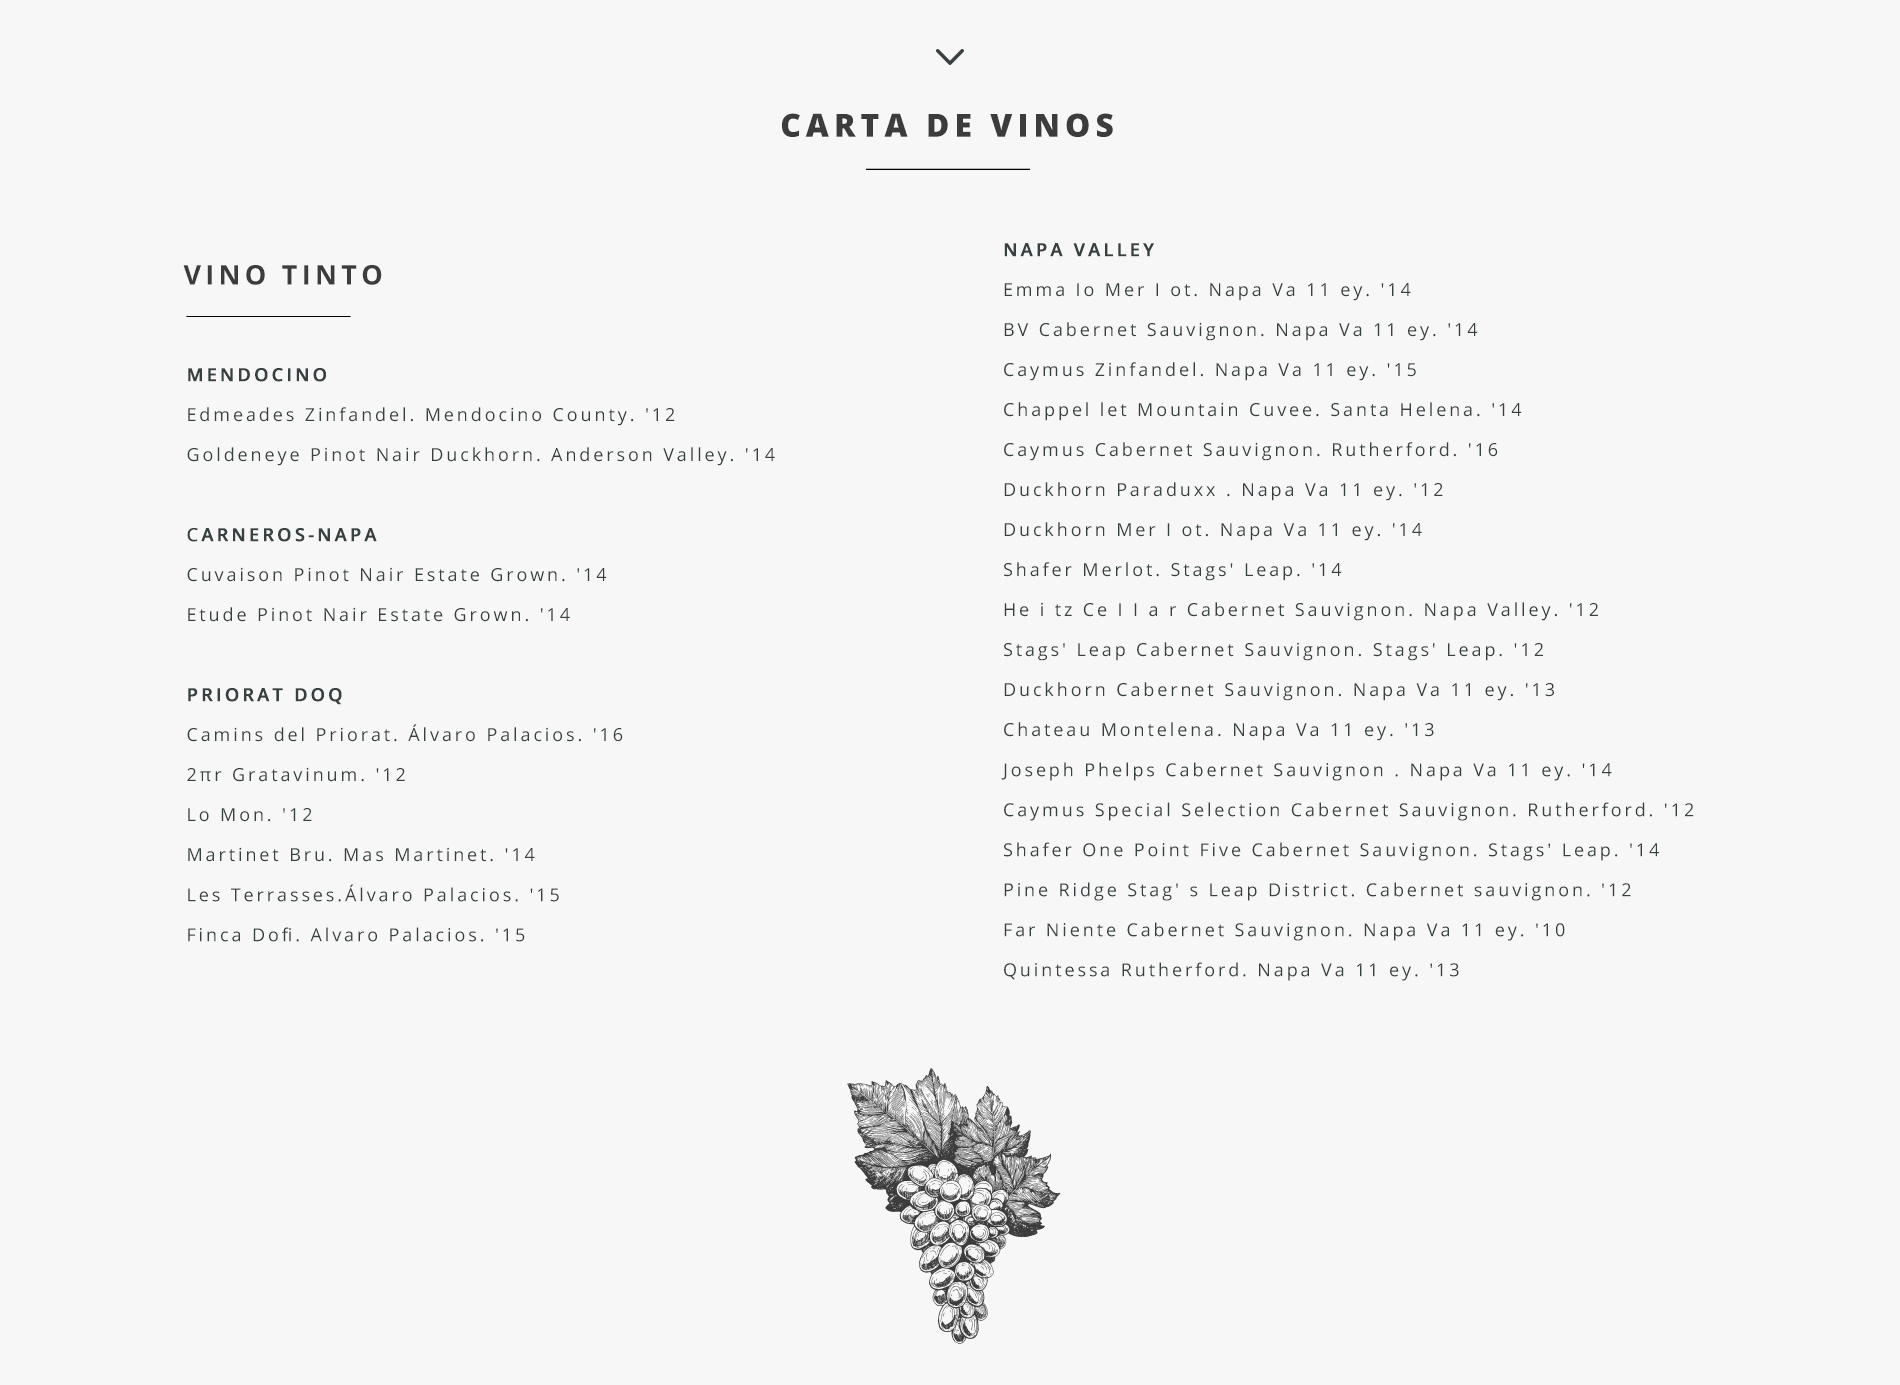 CARTA DE VINOS
VINO TINTO
MENDOCINO
Edmeades Zinfandel. Mendocino County. '12
Goldeneye Pinot Nair Duckhorn. Anderson Valley. '14
CARNEROS-NAPA
Cuvaison Pinot Nair Estate Grown. '14
Etude Pinot Nair Estate Grown. '14
PRIORAT DOQ
Camins del Priorat. Álvaro Palacios. '16
2πr Gratavinum. '12
Lo Mon. '12
Martinet Bru. Mas Martinet. '14
Les Terrasses.Álvaro Palacios. '15
Finca Dofi. Alvaro Palacios. '15
NAPA VALLEY
Emma lo Mer I ot. Napa Va 11 ey. '14
BV Cabernet Sauvignon. Napa Va 11 ey. '14
Caymus Zinfandel. Napa Va 11 ey. '15
Chappel let Mountain Cuvee. Santa Helena. '14
Caymus Cabernet Sauvignon. Rutherford. '16
Duckhorn Paraduxx . Napa Va 11 ey. '12
Duckhorn Mer I ot. Napa Va 11 ey. '14
Shafer Merlot. Stags' Leap. '14
He i tz Ce I I a r Cabernet Sauvignon. Napa Valley. '12
Stags' Leap Cabernet Sauvignon. Stags' Leap. '12
Duckhorn Cabernet Sauvignon. Napa Va 11 ey. '13
Chateau Montelena. Napa Va 11 ey. '13
Joseph Phelps Cabernet Sauvignon . Napa Va 11 ey. '14
Caymus Special Selection Cabernet Sauvignon. Rutherford. '12
Shafer One Point Five Cabernet Sauvignon. Stags' Leap. '14
Pine Ridge Stag' s Leap District. Cabernet sauvignon. '12
Far Niente Cabernet Sauvignon. Napa Va 11 ey. '10
Quintessa Rutherford. Napa Va 11 ey. '13